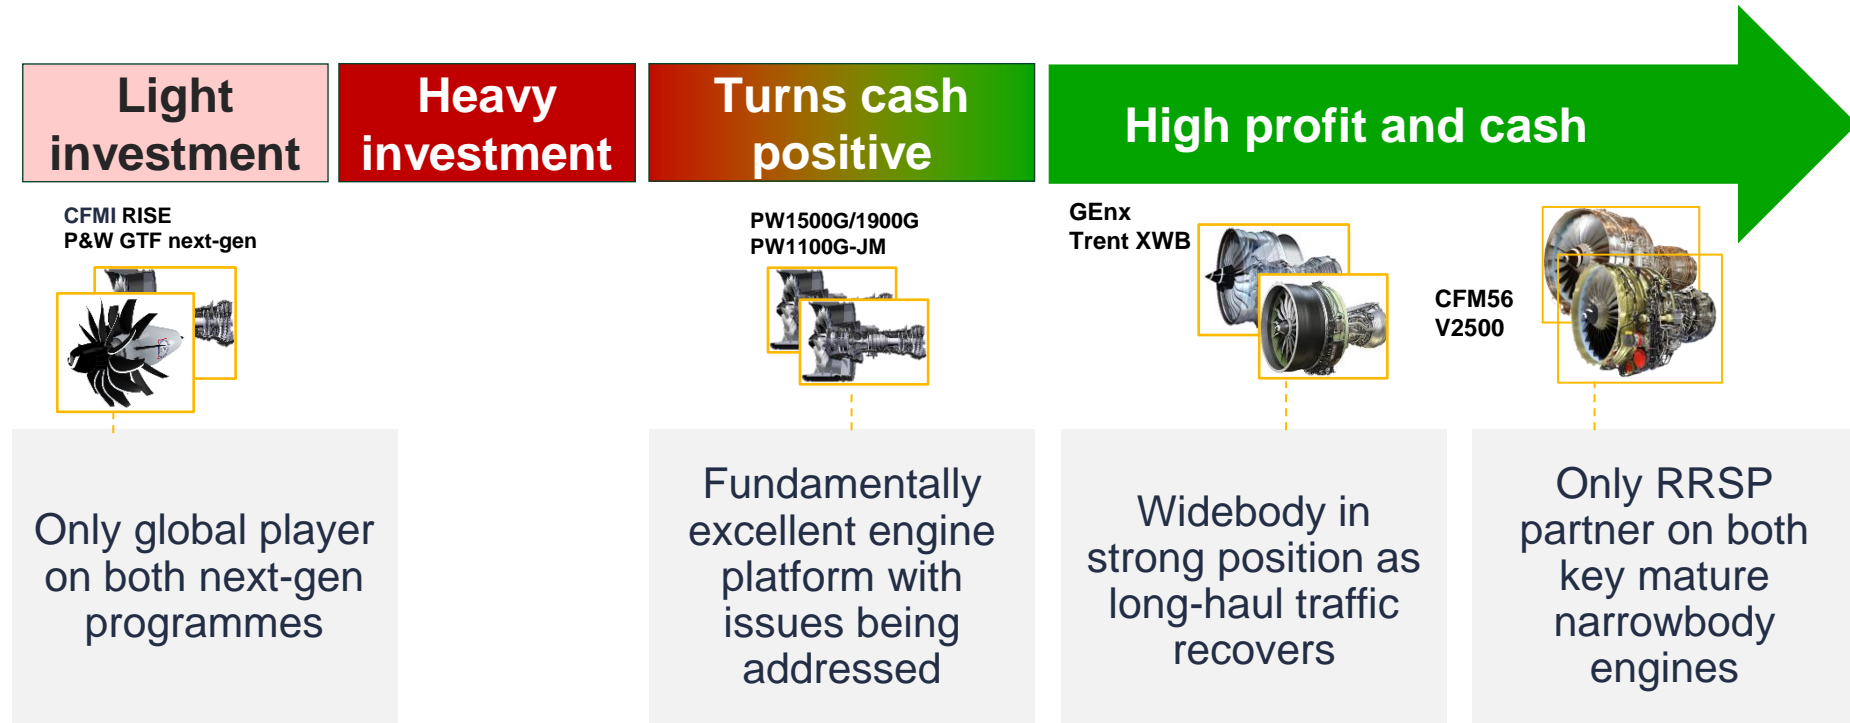 Light
investment
Heavy
investment
Turns cash
positive
High profit and cash
CFMI RISE
P&W GTF next-gen
PW1500G/1900G
PW1100G-JM
GEnx
Trent XWB
CFM56
V2500
Only global player
on both next-gen
programmes
Fundamentally
excellent engine
platform with
issues being
addressed
Widebody in
strong position as
long-haul traffic
recovers
Only RRSP
partner on both
key mature
narrowbody
engines